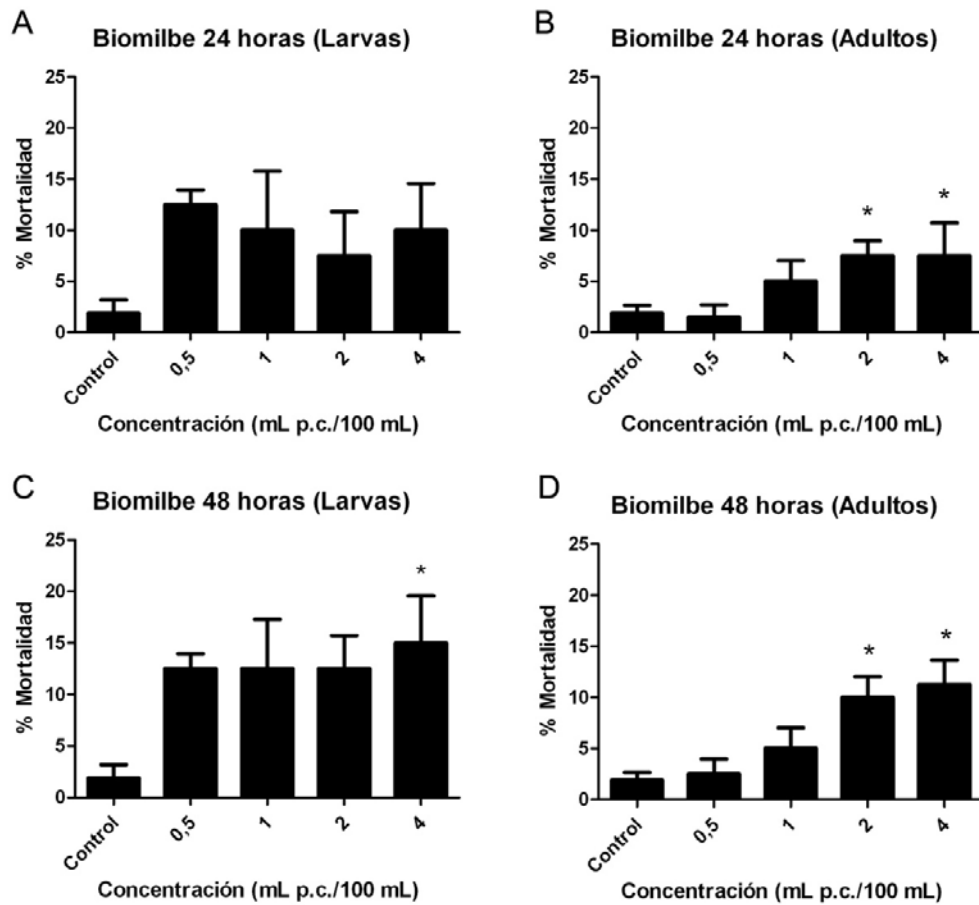 A
Biomilbe 24 horas (Larvas)
% Mortalidad
25
20
15
10
5
0
Control
0,5
1
2
4
Concentración (mL p.c./100 mL)
B
Biomilbe 24 horas (Adultos)
% Mortalidad
25
20
15
10
5
0
*
*
Control
0,5
1
2
4
Concentración (mL p.c./100 mL)
C
Biomilbe 48 horas (Larvas)
% Mortalidad
25
20
15
10
5
0
*
Control
0,5
1
2
4
Concentración (mL p.c./100 mL)
D
Biomilbe 48 horas (Adultos)
% Mortalidad
25
20
15
10
5
0
*
*
Control
0,5
1
2
4
Concentración (mL p.c./100 mL)